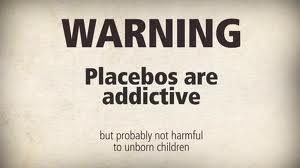 WARNING
Placebos are
addictive
but probably not harmful
to unborn children